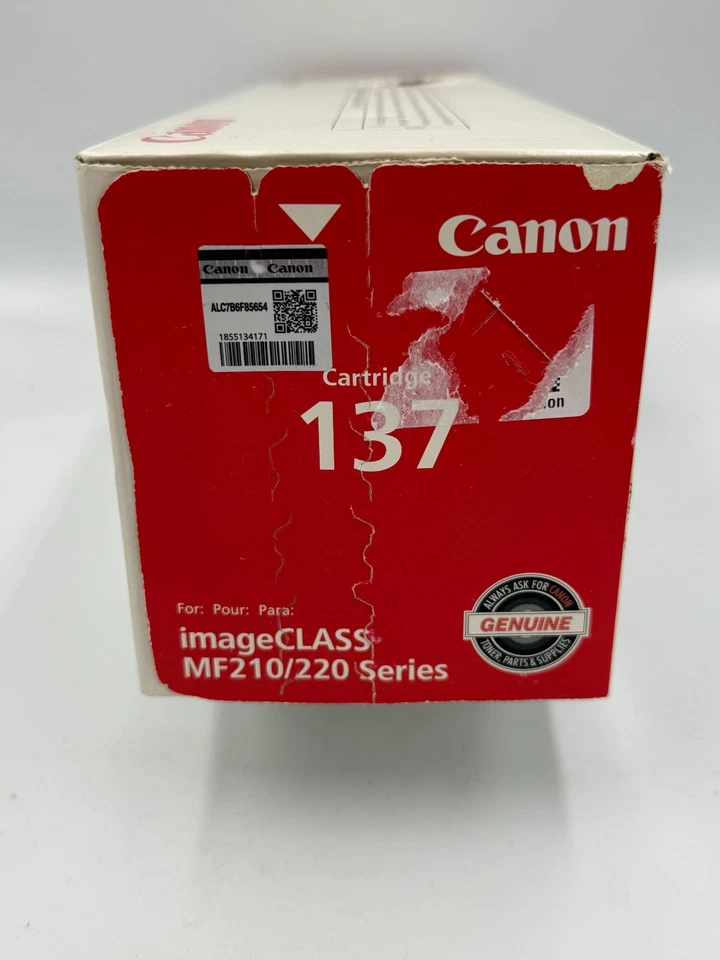 Canon
Canon
Canon Canon
ALC7B6F85654
1855134171
Cartridge
137
on
For: Pour: Para:
imageCLASS
MF210/220 Series
ALWAYS ASK FOR CANON
GENUINE
TONER, PARTS & SUPPLIES